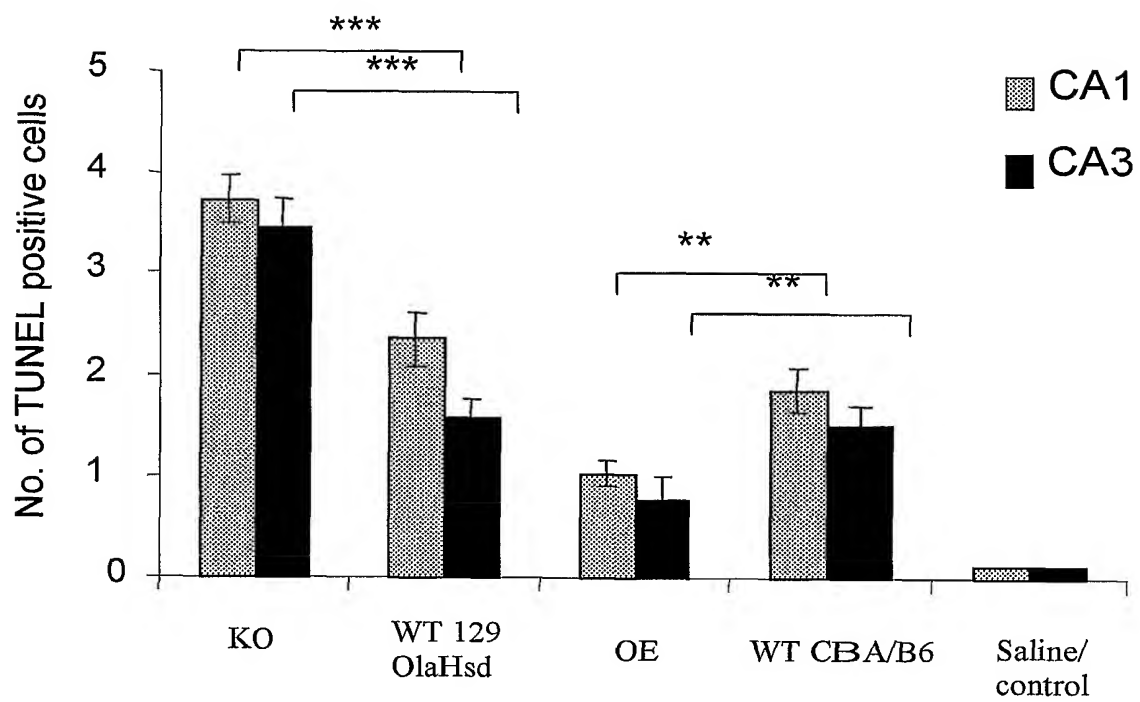 ***
***
5
4
3
2
1
0
No. of TUNEL positive cells
CA1
CA3
**
**
KO
WT 129
OlaHsd
OE
WT CBA/B6
Saline/
control